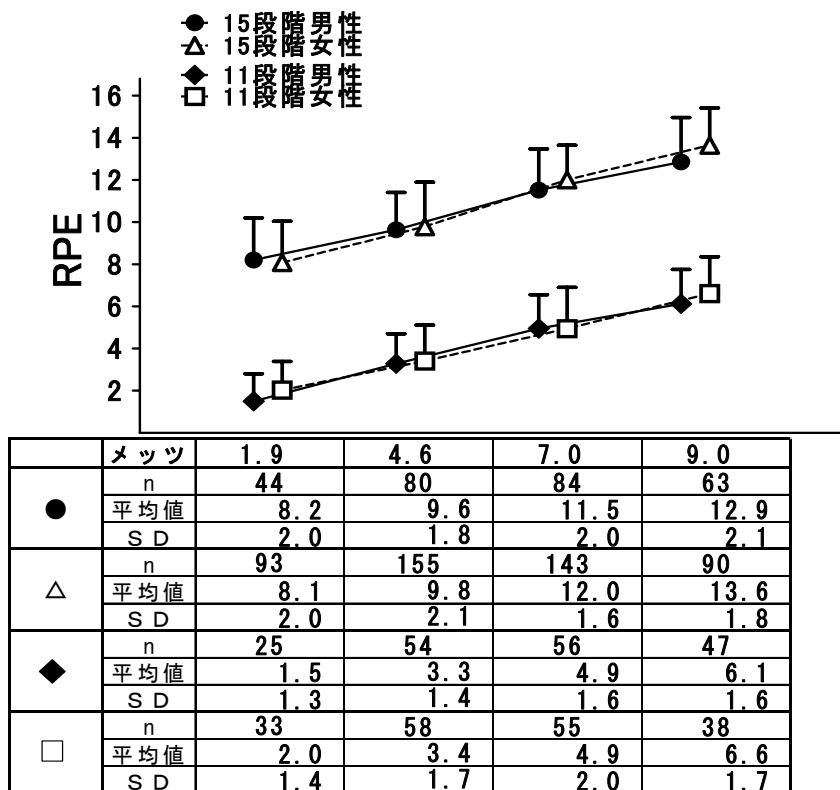 15段階男性
15段階女性
11段階男性
11段階女性
16
14
12
10
8
6
4
2
RPE
メッツ 1.9 4.6 7.0 9.0
n 44 80 84 63
平均値 8.2 9.6 11.5 12.9
SD 2.0 1.8 2.0 2.1
n 93 155 143 90
平均値 8.1 9.8 12.0 13.6
SD 2.0 2.1 1.6 1.8
n 25 54 56 47
平均値 1.5 3.3 4.9 6.1
SD 1.3 1.4 1.6 1.6
n 33 58 55 38
平均値 2.0 3.4 4.9 6.6
SD 1.4 1.7 2.0 1.7